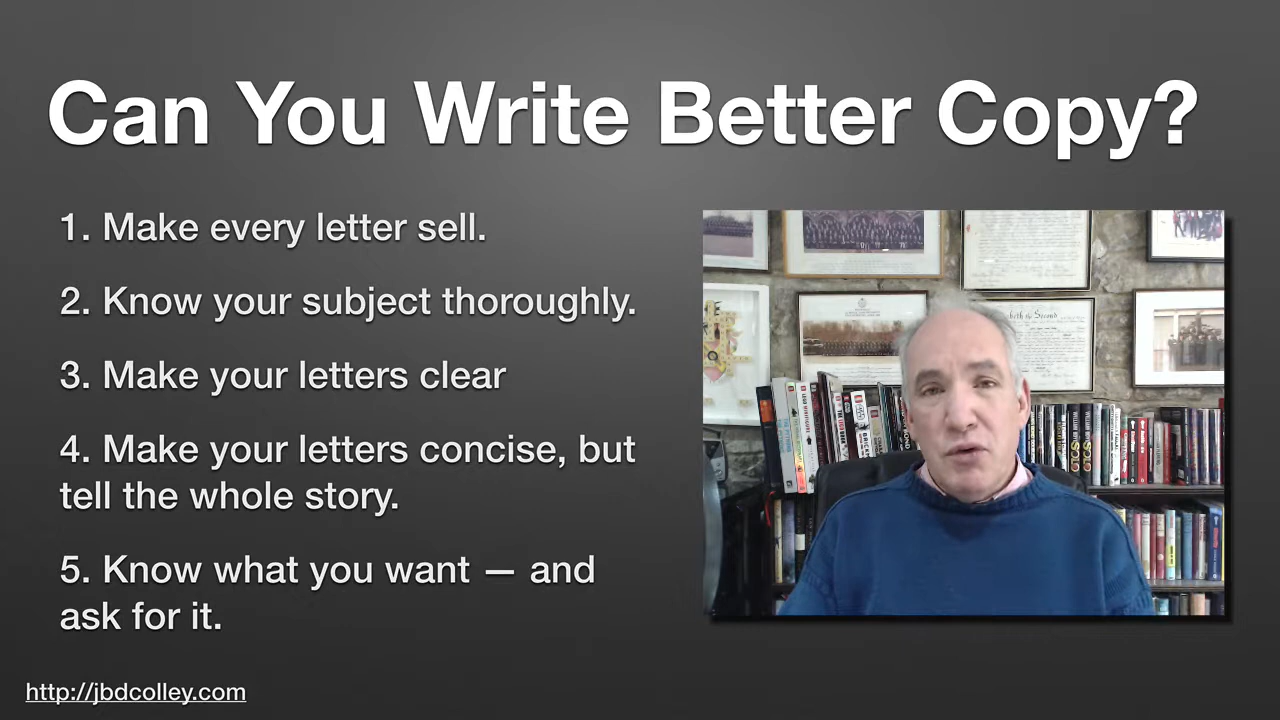 Can You Write Better Copy?
1. Make every letter sell.
2. Know your subject thoroughly.
3. Make your letters clear
4. Make your letters concise, but
tell the whole story.
5. Know what you want — and
ask for it.
http://jbdcolley.com